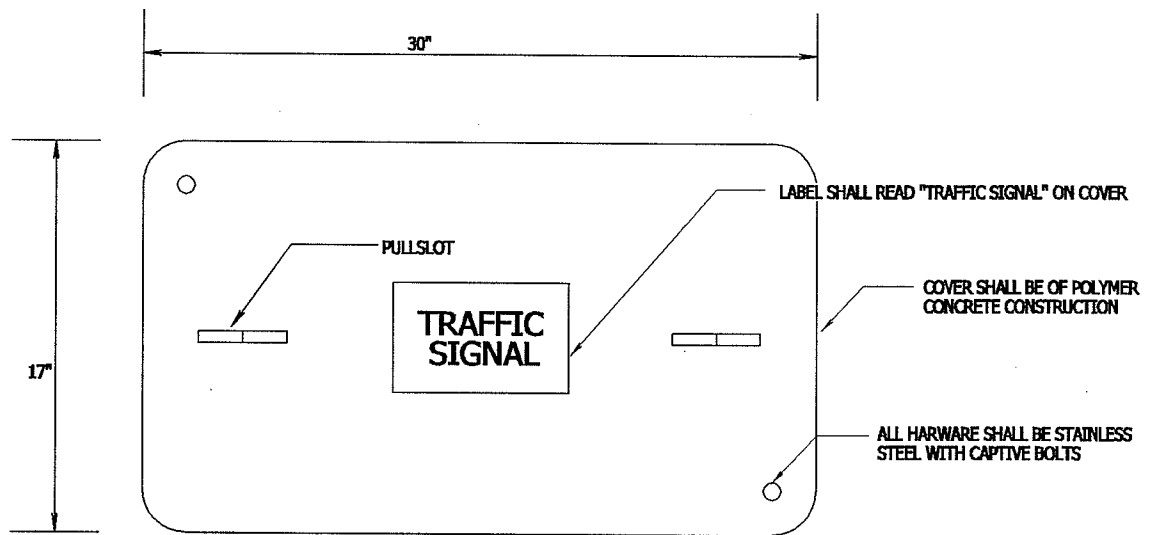 30"
LABEL SHALL READ "TRAFFIC SIGNAL" ON COVER
PULLSLOT
COVER SHALL BE OF POLYMER
CONCRETE CONSTRUCTION
TRAFFIC
SIGNAL
17"
ALL HARWARE SHALL BE STAINLESS
STEEL WITH CAPTIVE BOLTS